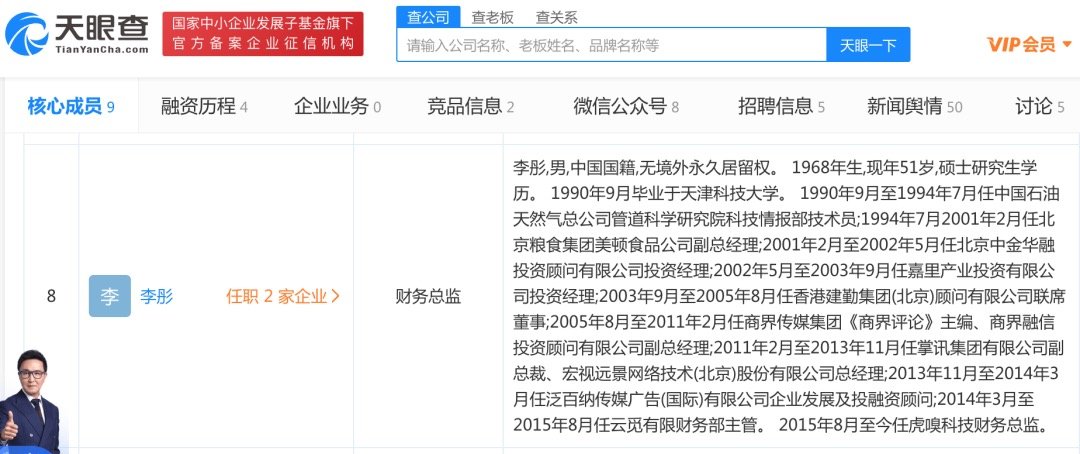 天眼查
TianYanCha.com
国家中小企业发展子基金旗下
官方备案企业征信机构
查公司 查老板 查关系
请输入公司名称、老板姓名、品牌名称等
天眼一下
VIP会员
核心成员 9 融资历程 4 企业业务 0 竞品信息 2 微信公众号 8 招聘信息 5 新闻舆情 50 讨论 5
8
李
李彤
任职 2 家企业
财务总监
李彤,男,中国国籍,无境外永久居留权。 1968年生,现年51岁,硕士研究生学
历。 1990年9月毕业于天津科技大学。 1990年9月至1994年7月任中国石油
天然气总公司管道科学研究院科技情报部技术员;1994年7月2001年2月任北
京粮食集团美顿食品公司副总经理;2001年2月至2002年5月任北京中金华融
投资顾问有限公司投资经理;2002年5月至2003年9月任嘉里产业投资有限公
司投资经理;2003年9月至2005年8月任香港建勤集团(北京)顾问有限公司联席
董事;2005年8月至2011年2月任商界传媒集团《商界评论》主编、商界融信
投资顾问有限公司副总经理;2011年2月至2013年11月任掌讯集团有限公司副
总裁、宏视远景网络技术(北京)股份有限公司总经理;2013年11月至2014年3
月任泛百纳传媒广告(国际)有限公司企业发展及投融资顾问;2014年3月至
2015年8月任云觅有限财务部主管。 2015年8月至今任虎嗅科技财务总监。